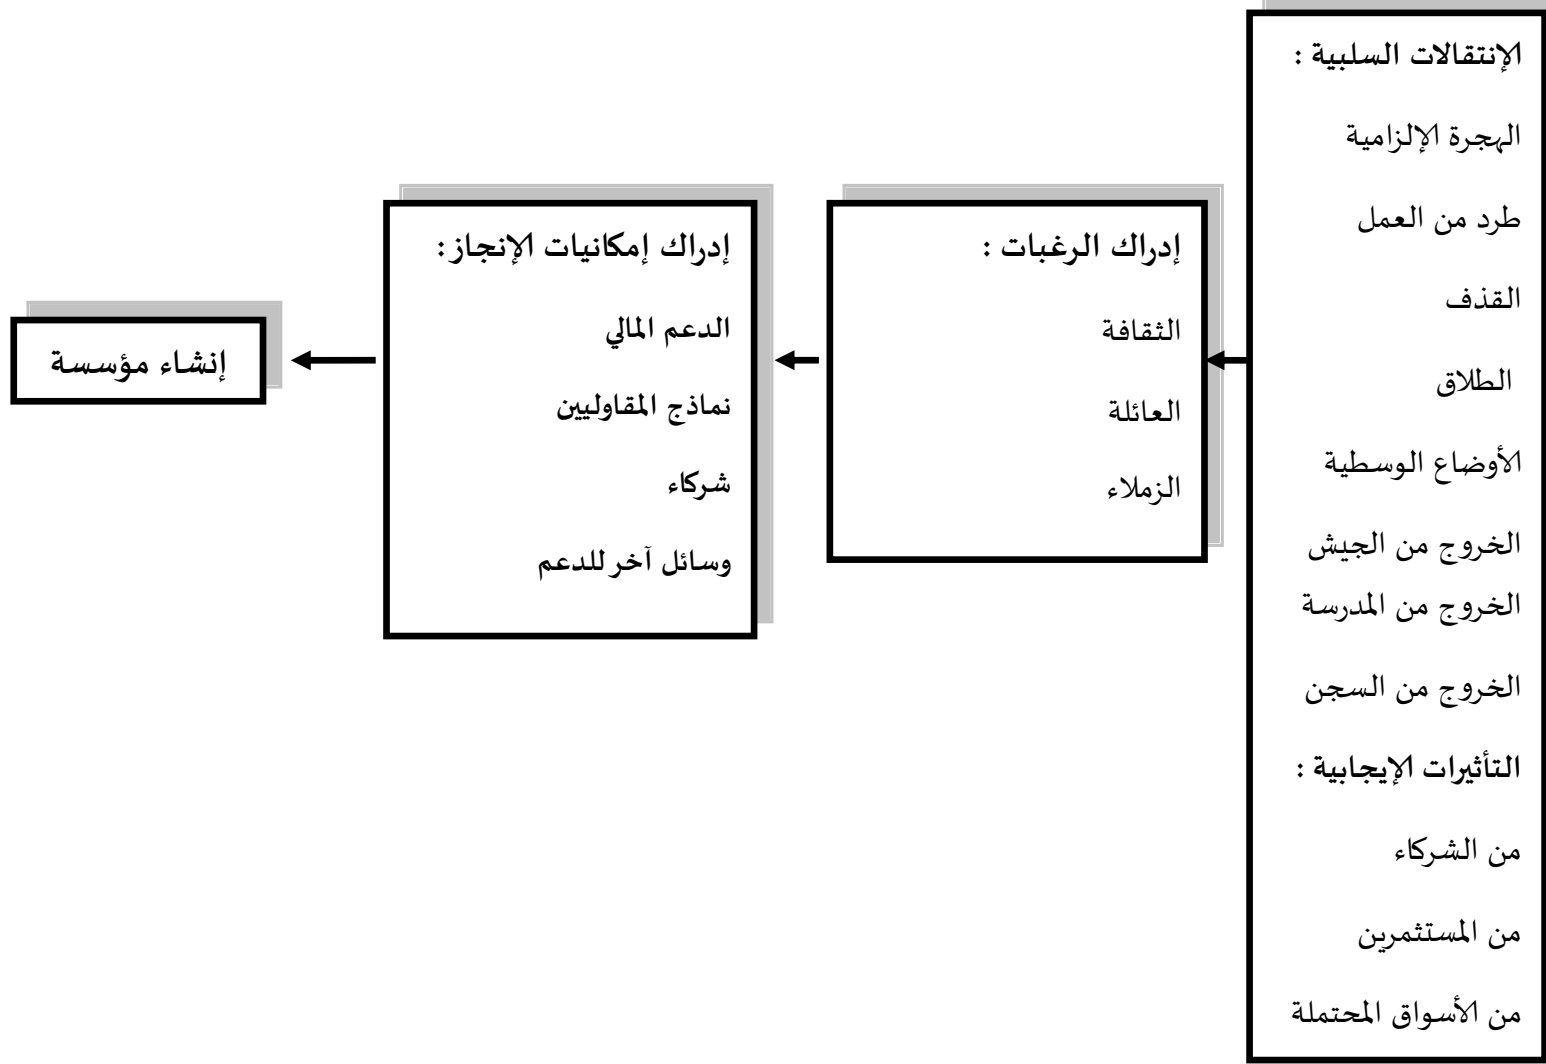 الإنتقالات السلبية :
الهجرة الإلزامية
طرد من العمل
القذف
الطلاق
الأوضاع الوسطية
الخروج من الجيش
الخروج من المدرسة
الخروج من السجن
التأثيرات الإيجابية :
من الشركاء
من المستثمرين
من الأسواق المحتملة
إدراك الرغبات :
الثقافة
العائلة
الزملاء
إدراك إمكانيات الإنجاز :
الدعم المالي
نماذج المقاوليين
شركاء
وسائل آخر للدعم
إنشاء مؤسسة